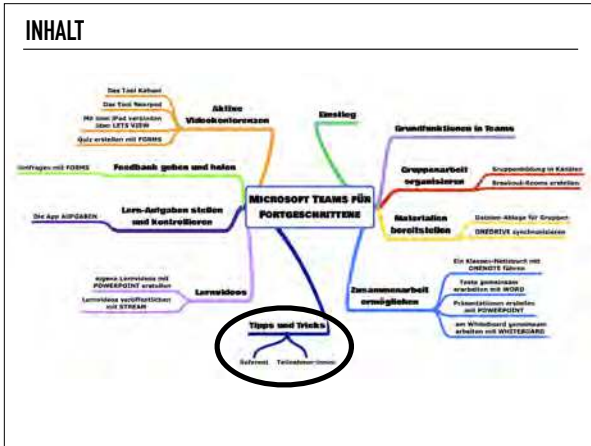 INHALT
Das Tool Kahoot
Das Tool Nearpod
Mit dem iPad verbinden
über LETS VIEW
Quiz erstellen mit FORMS
Aktive
Videokonferenzen
Umfragen mit FORMS
Feedback geben und holen
Die App AUFGABEN
Lern-Aufgaben stellen
und kontrollieren
eigene Lernvideos mit
POWERPOINT erstellen
Lernvideos veröffentlichen
mit STREAM
Lernvideos
Tipps und Tricks
Referent
Teilnehmer-innen
MICROSOFT TEAMS FÜR
FORTGESCHRITTENE
Einstieg
Grundfunktionen in Teams
Gruppenarbeit
organisieren
Gruppenbildung in Kanälen
Breakout-Rooms erstellen
Materialien
bereitstellen
Dateien-Ablage für Gruppen
ONEDRIVE synchronisieren
Zusammenarbeit
ermöglichen
Ein Klassen-Notizbuch mit
ONENOTE führen
Texte gemeinsam
erarbeiten mit WORD
Präsentationen erstellen
mit POWERPOINT
am Whiteboard gemeinsam
arbeiten mit WHITEBOARD